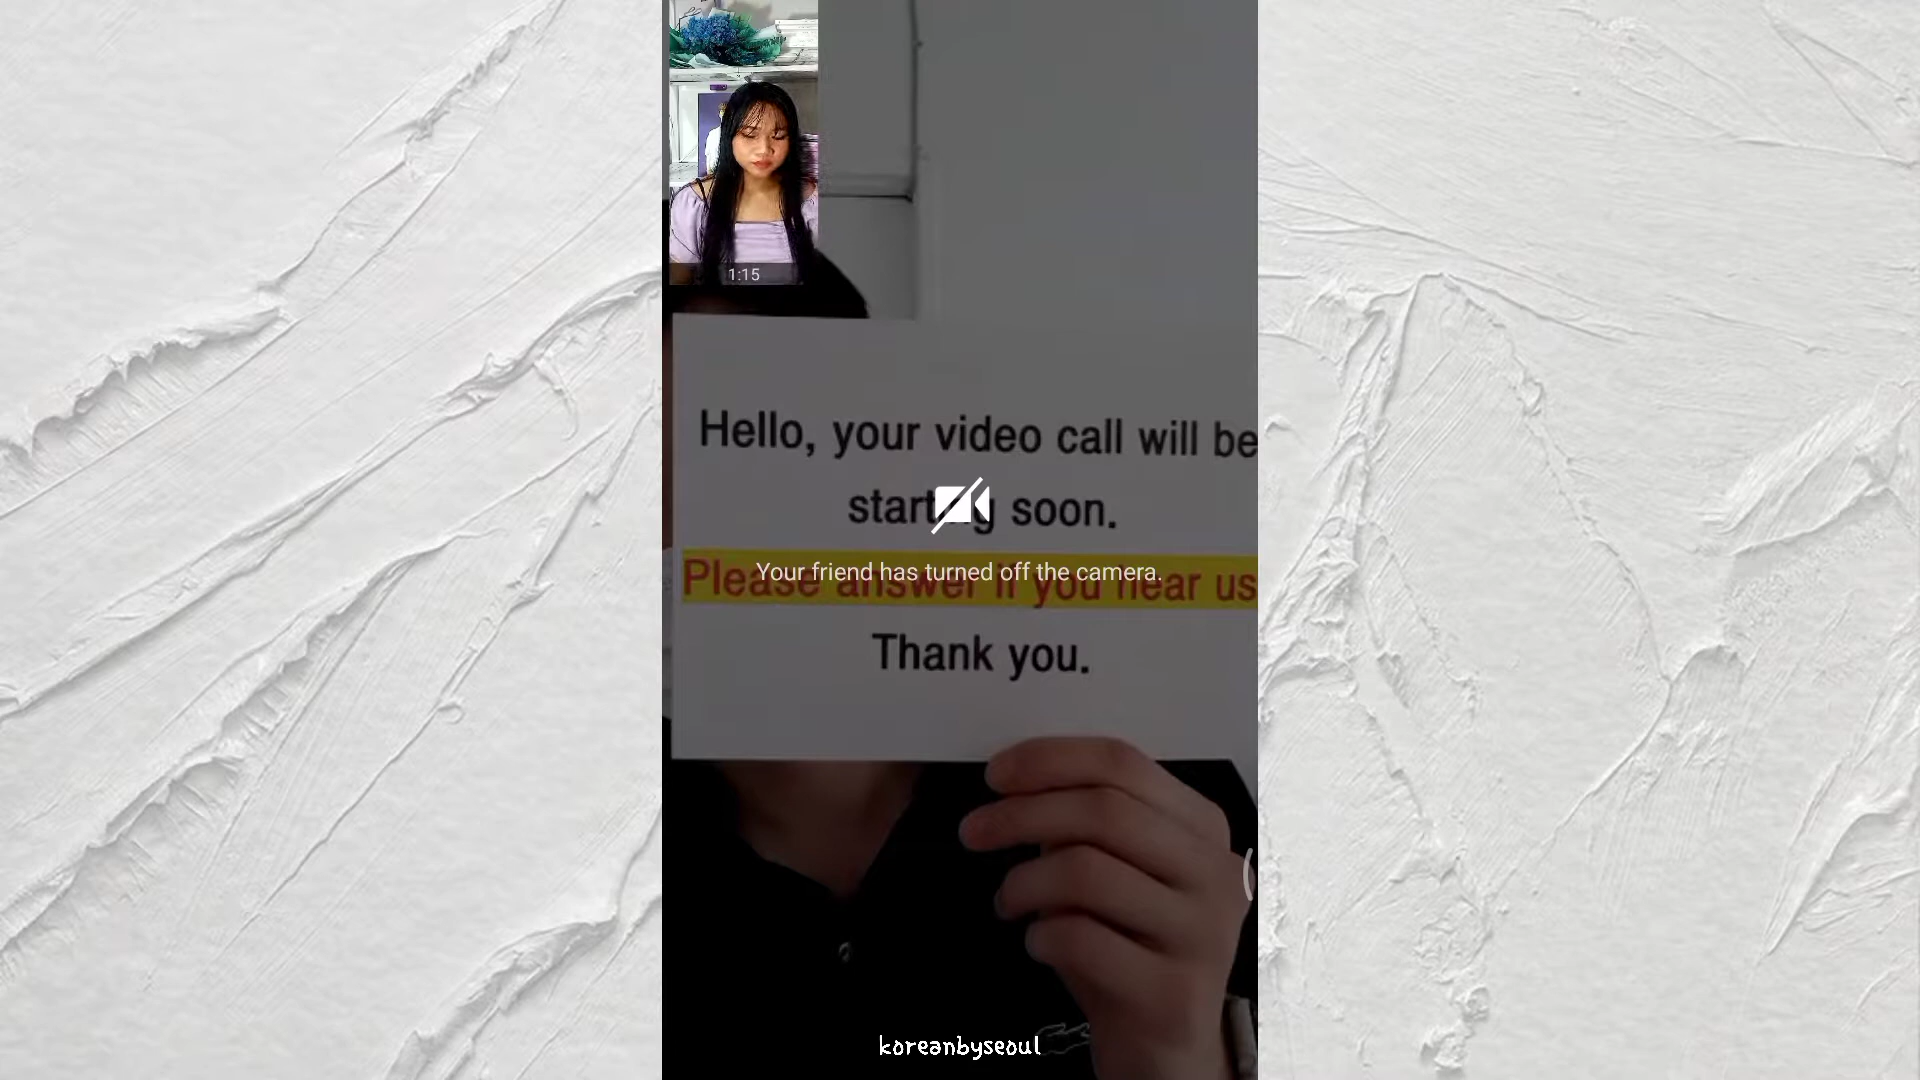 1:15
Hello, your video call will be
starting soon.
Please answer if you hear us
Your friend has turned off the camera.
Thank you.
koreanbyseoul